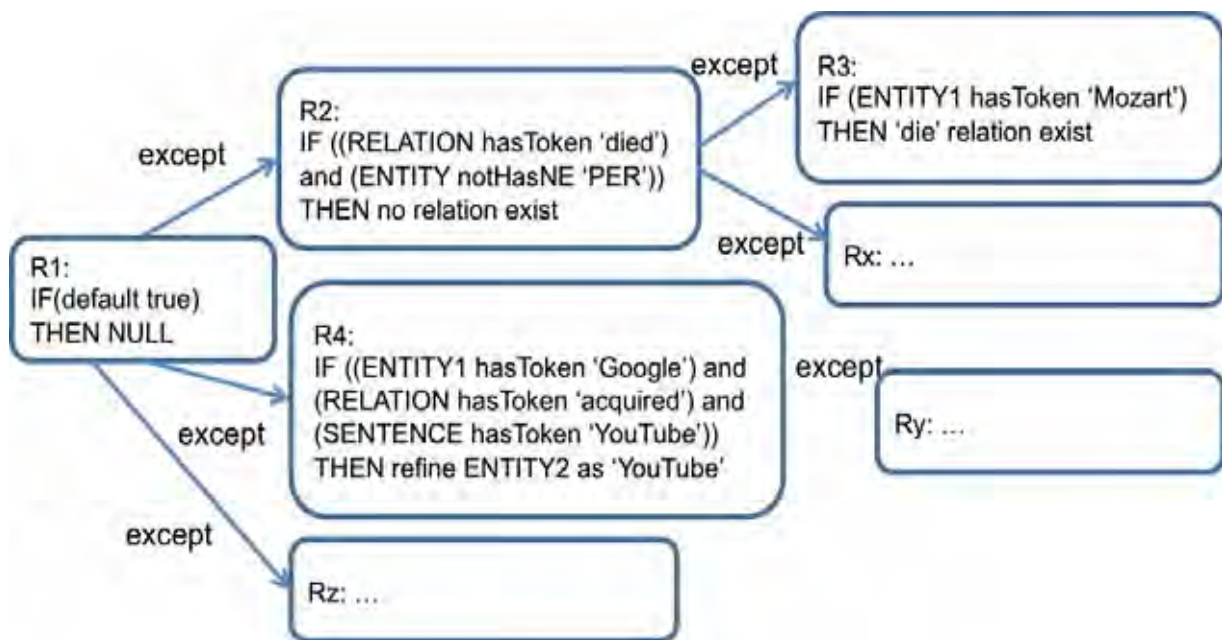 except
R3:
IF (ENTITY1 hasToken ‘Mozart’)
THEN ‘die’ relation exist
R2:
IF ((RELATION hasToken ‘died’)
and (ENTITY notHasNE ‘PER’))
THEN no relation exist
except
except
Rx: …
R1:
IF(default true)
THEN NULL
R4:
IF ((ENTITY1 hasToken ‘Google’) and
(RELATION hasToken ‘acquired’) and
(SENTENCE hasToken ‘YouTube’))
THEN refine ENTITY2 as ‘YouTube’
except
except
Ry: …
except
Rz: …